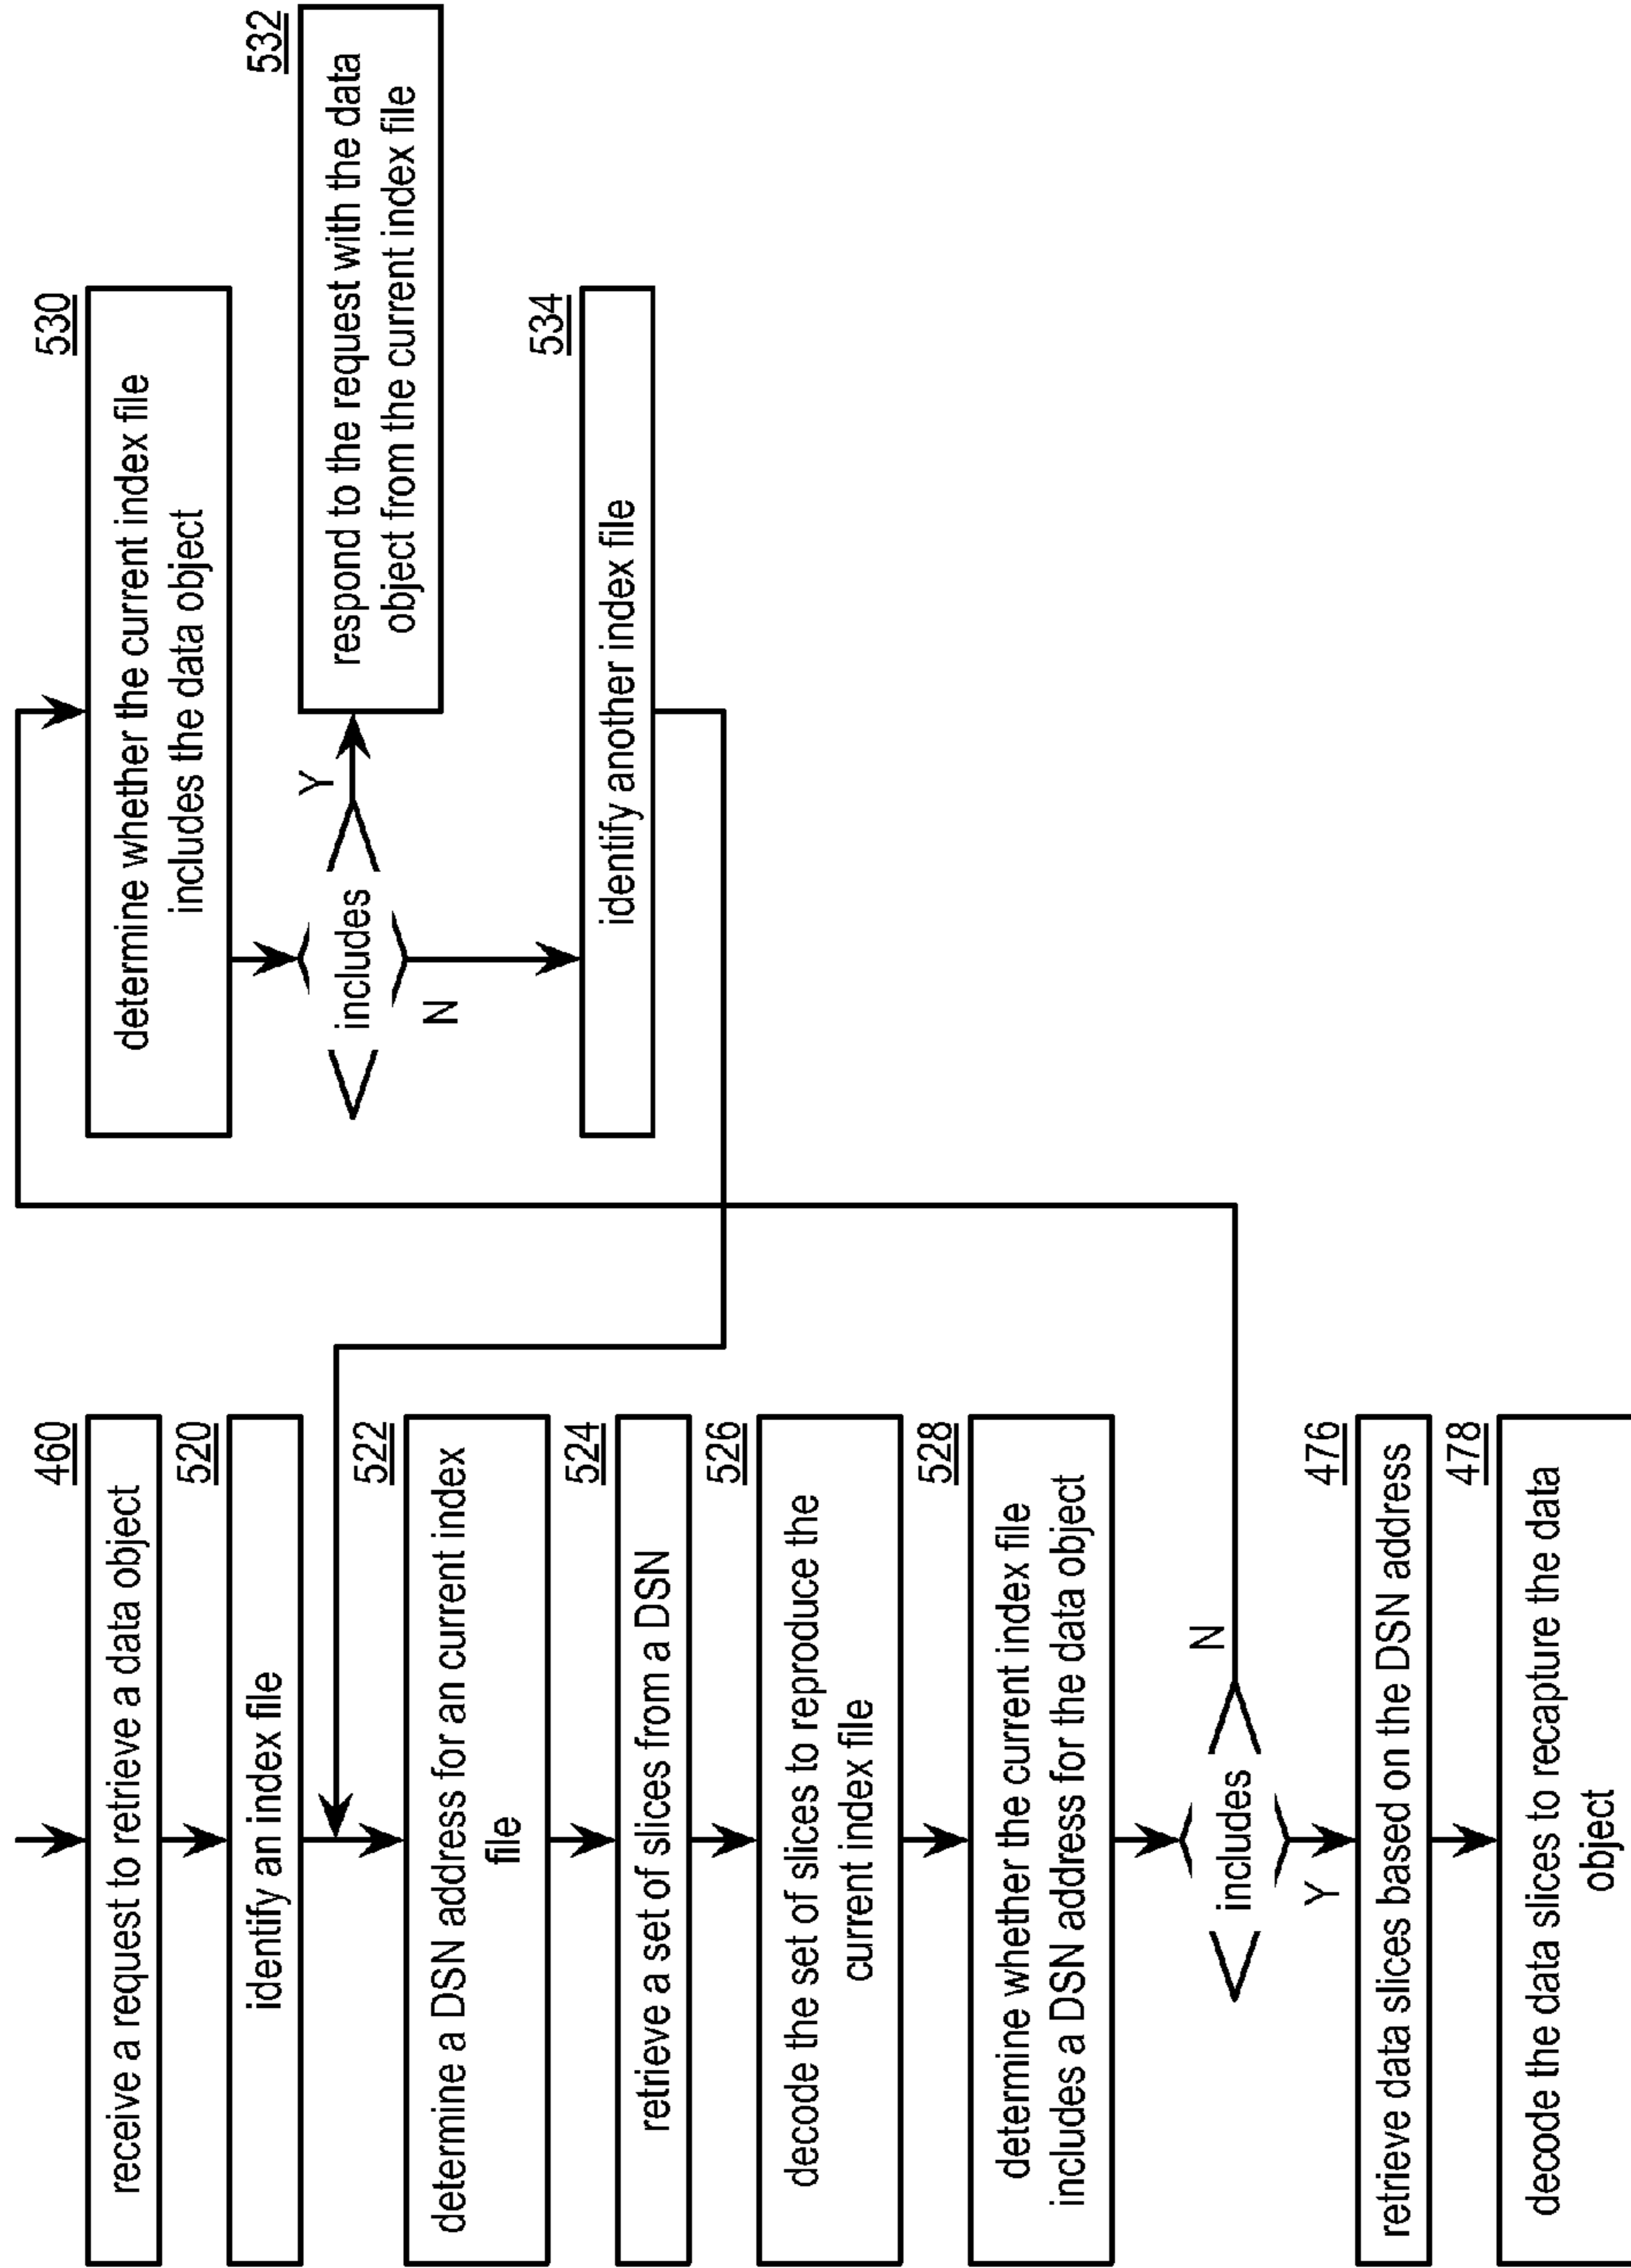 460
receive a request to retrieve a data object
520
identify an index file
522
determine a DSN address for an current index
file
524
retrieve a set of slices from a DSN
526
decode the set of slices to reproduce the
current index file
528
determine whether the current index file
includes a DSN address for the data object
includes
N
Y
476
retrieve data slices based on the DSN address
478
decode the data slices to recapture the data
object
530
determine whether the current index file
includes the data object
includes
Y
N
532
respond to the request with the data
object from the current index file
534
identify another index file